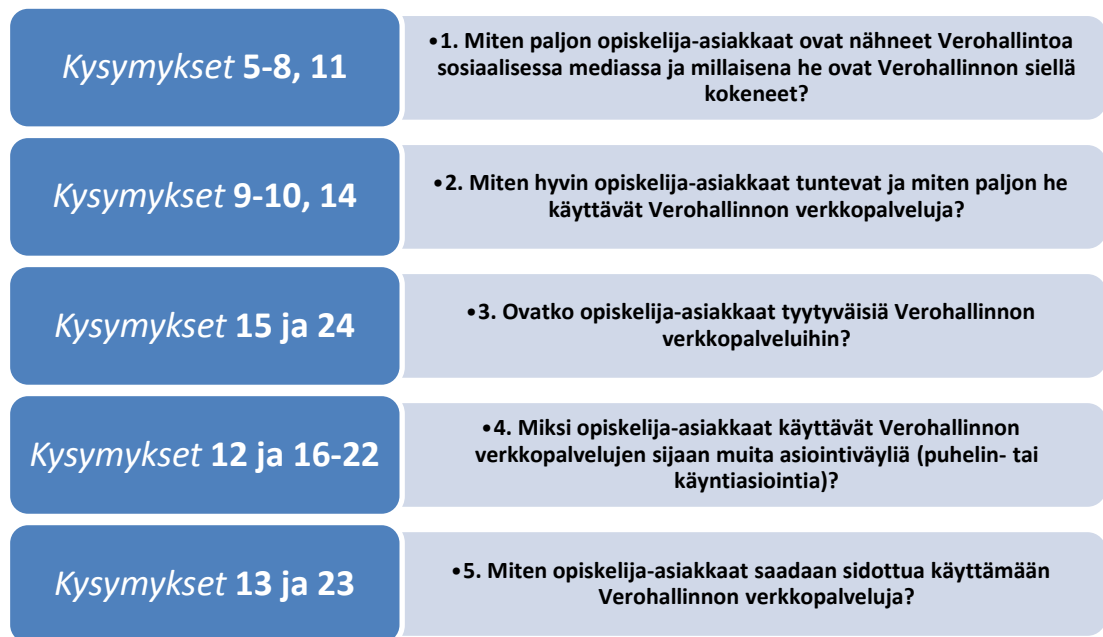 Kysymykset 5-8, 11
•1. Miten paljon opiskelija-asiakkaat ovat nähneet Verohallintoa
sosiaalisessa mediassa ja millaisena he ovat Verohallinnon siellä
kokeneet?
Kysymykset 9-10, 14
•2. Miten hyvin opiskelija-asiakkaat tuntevat ja miten paljon he
käyttävät Verohallinnon verkkopalveluja?
Kysymykset 15 ja 24
•3. Ovatko opiskelija-asiakkaat tyytyväisiä Verohallinnon
verkkopalveluihin?
Kysymykset 12 ja 16-22
•4. Miksi opiskelija-asiakkaat käyttävät Verohallinnon
verkkopalvelujen sijaan muita asiointiväyliä (puhelin- tai
käyntiasiointia)?
Kysymykset 13 ja 23
•5. Miten opiskelija-asiakkaat saadaan sidottua käyttämään
Verohallinnon verkkopalveluja?